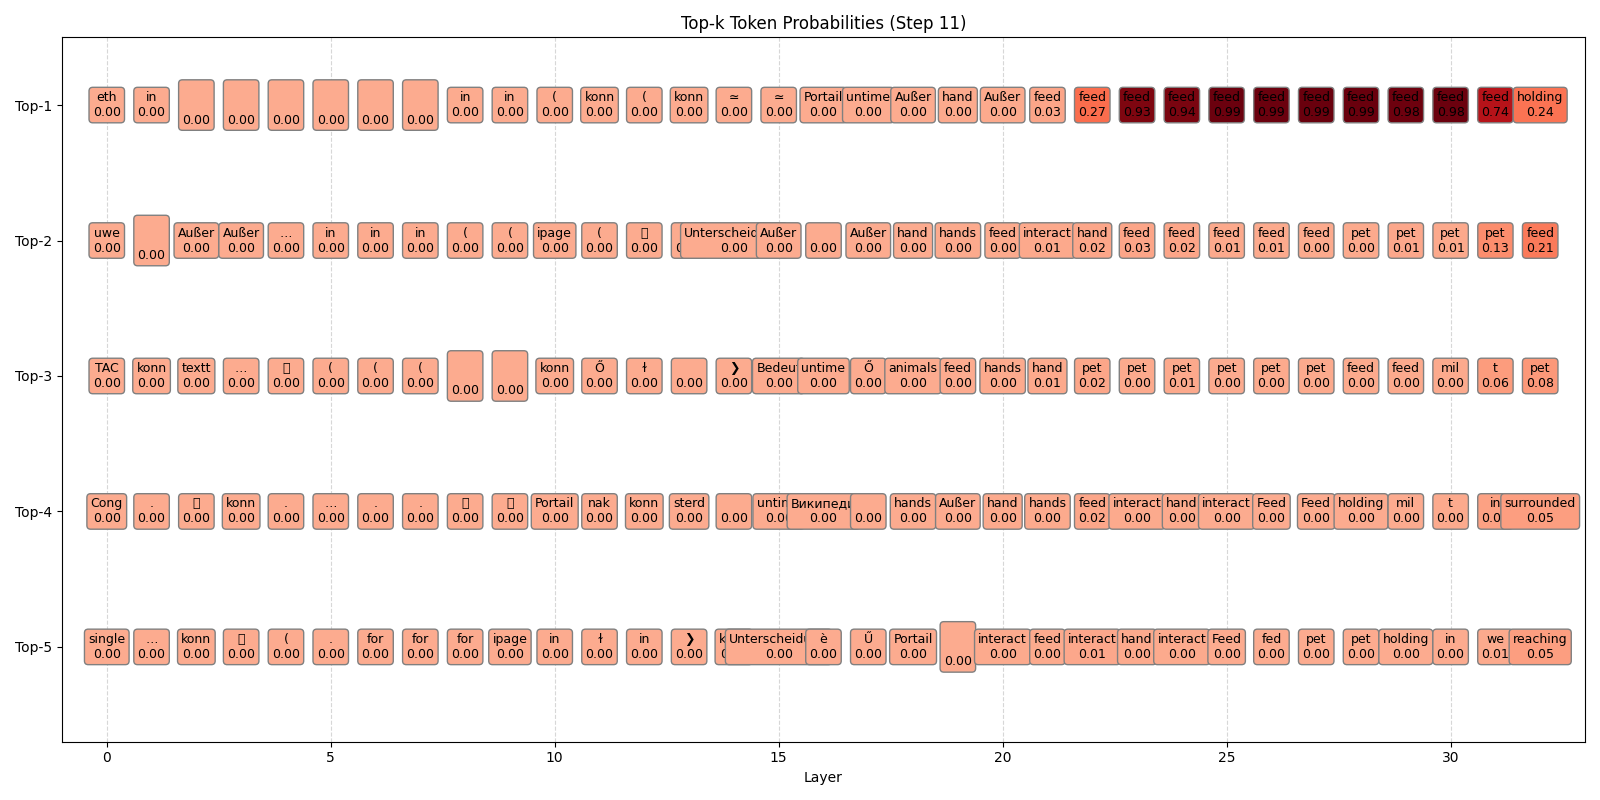 Top-k Token Probabilities (Step 11)
Top-1
eth in in in ( konn ( konn ≃ ≃ Portail untime Außer hand Außer feed feed feed feed feed feed feed feed feed feed feed holding
0.00 0.00 0.00 0.00 0.00 0.00 0.00 0.00 0.00 0.00 0.00 0.00 0.00 0.00 0.00 0.00 0.00 0.00 0.00 0.00 0.00 0.03 0.27 0.93 0.94 0.99 0.99 0.99 0.99 0.98 0.98 0.74 0.24
Top-2
uwe Außer Außer ... in in in ( ( ipage ( Außer Außer hand hands feed interact hand feed feed feed feed feed pet pet pet pet feed
0.00 0.00 0.00 0.00 0.00 0.00 0.00 0.00 0.00 0.00 0.00 0.00 0.00 0.00 0.00 0.00 0.00 0.00 0.00 0.00 0.01 0.02 0.03 0.02 0.01 0.01 0.00 0.00 0.01 0.01 0.13 0.21
Top-3
TAC konn textt ... ( ( ( konn Ő ɫ ❯ untime Ő animals feed hands hand pet pet pet pet pet pet feed feed mil t pet
0.00 0.00 0.00 0.00 0.00 0.00 0.00 0.00 0.00 0.00 0.00 0.00 0.00 0.00 0.00 0.00 0.00 0.00 0.00 0.00 0.00 0.01 0.02 0.00 0.01 0.00 0.00 0.00 0.00 0.00 0.00 0.06 0.08
Top-4
Cong . konn . ... . . Portail nak konn sterd hands Außer hand hands feed interact hand interact Feed Feed holding mil t in surrounded
0.00 0.00 0.00 0.00 0.00 0.00 0.00 0.00 0.00 0.00 0.00 0.00 0.00 0.00 0.00 0.00 0.00 0.00 0.00 0.00 0.00 0.02 0.00 0.00 0.00 0.00 0.00 0.00 0.00 0.00 0.05
Top-5
single ... konn ( . for for for ipage in ɫ in ❯ è Ű Portail interact feed interact hand interact Feed fed pet pet holding in we reaching
0.00 0.00 0.00 0.00 0.00 0.00 0.00 0.00 0.00 0.00 0.00 0.00 0.00 0.00 0.00 0.00 0.00 0.00 0.00 0.00 0.00 0.01 0.00 0.00 0.00 0.00 0.00 0.00 0.00 0.00 0.01 0.05
0 5 10 15 20 25 30
Layer